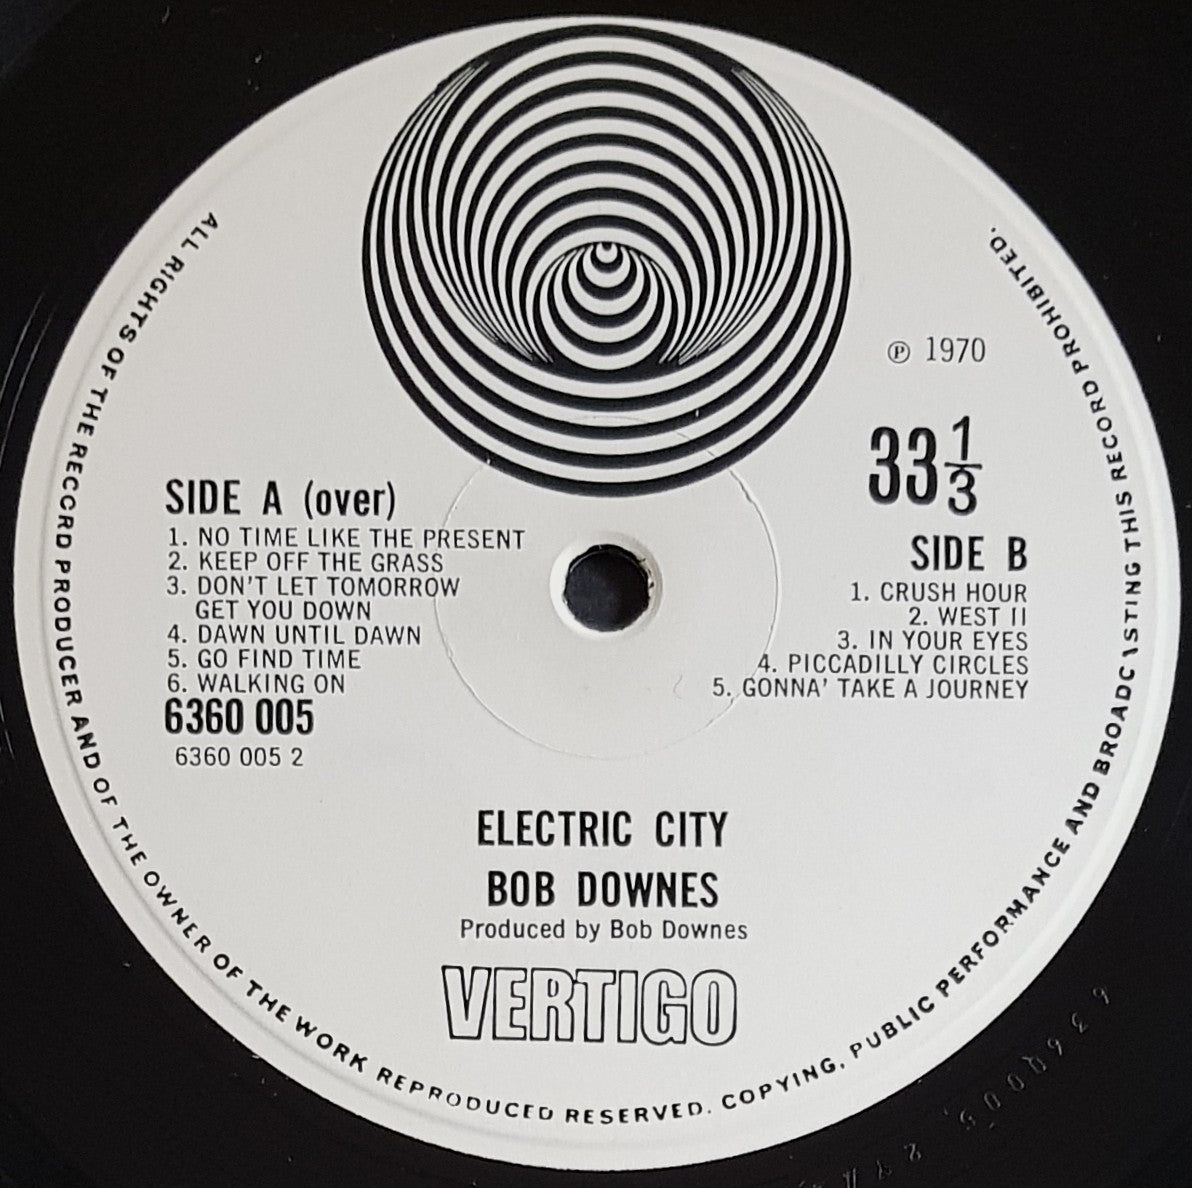 ALL RIGHTS OF THE RECORD PRODUCER AND OF THE OWNER OF THE WORK REPRODUCED RESERVED. COPYING, PUBLIC PERFORMANCE AND BROADCASTING THIS RECORD PROHIBITED.
℗ 1970
33 1/3
SIDE A (over)
1. NO TIME LIKE THE PRESENT
2. KEEP OFF THE GRASS
3. DON'T LET TOMORROW
GET YOU DOWN
4. DAWN UNTIL DAWN
5. GO FIND TIME
6. WALKING ON
6360 005
6360 005 2
SIDE B
1. CRUSH HOUR
2. WEST II
3. IN YOUR EYES
4. PICCADILLY CIRCLES
5. GONNA' TAKE A JOURNEY
ELECTRIC CITY
BOB DOWNES
Produced by Bob Downes
VERTIGO